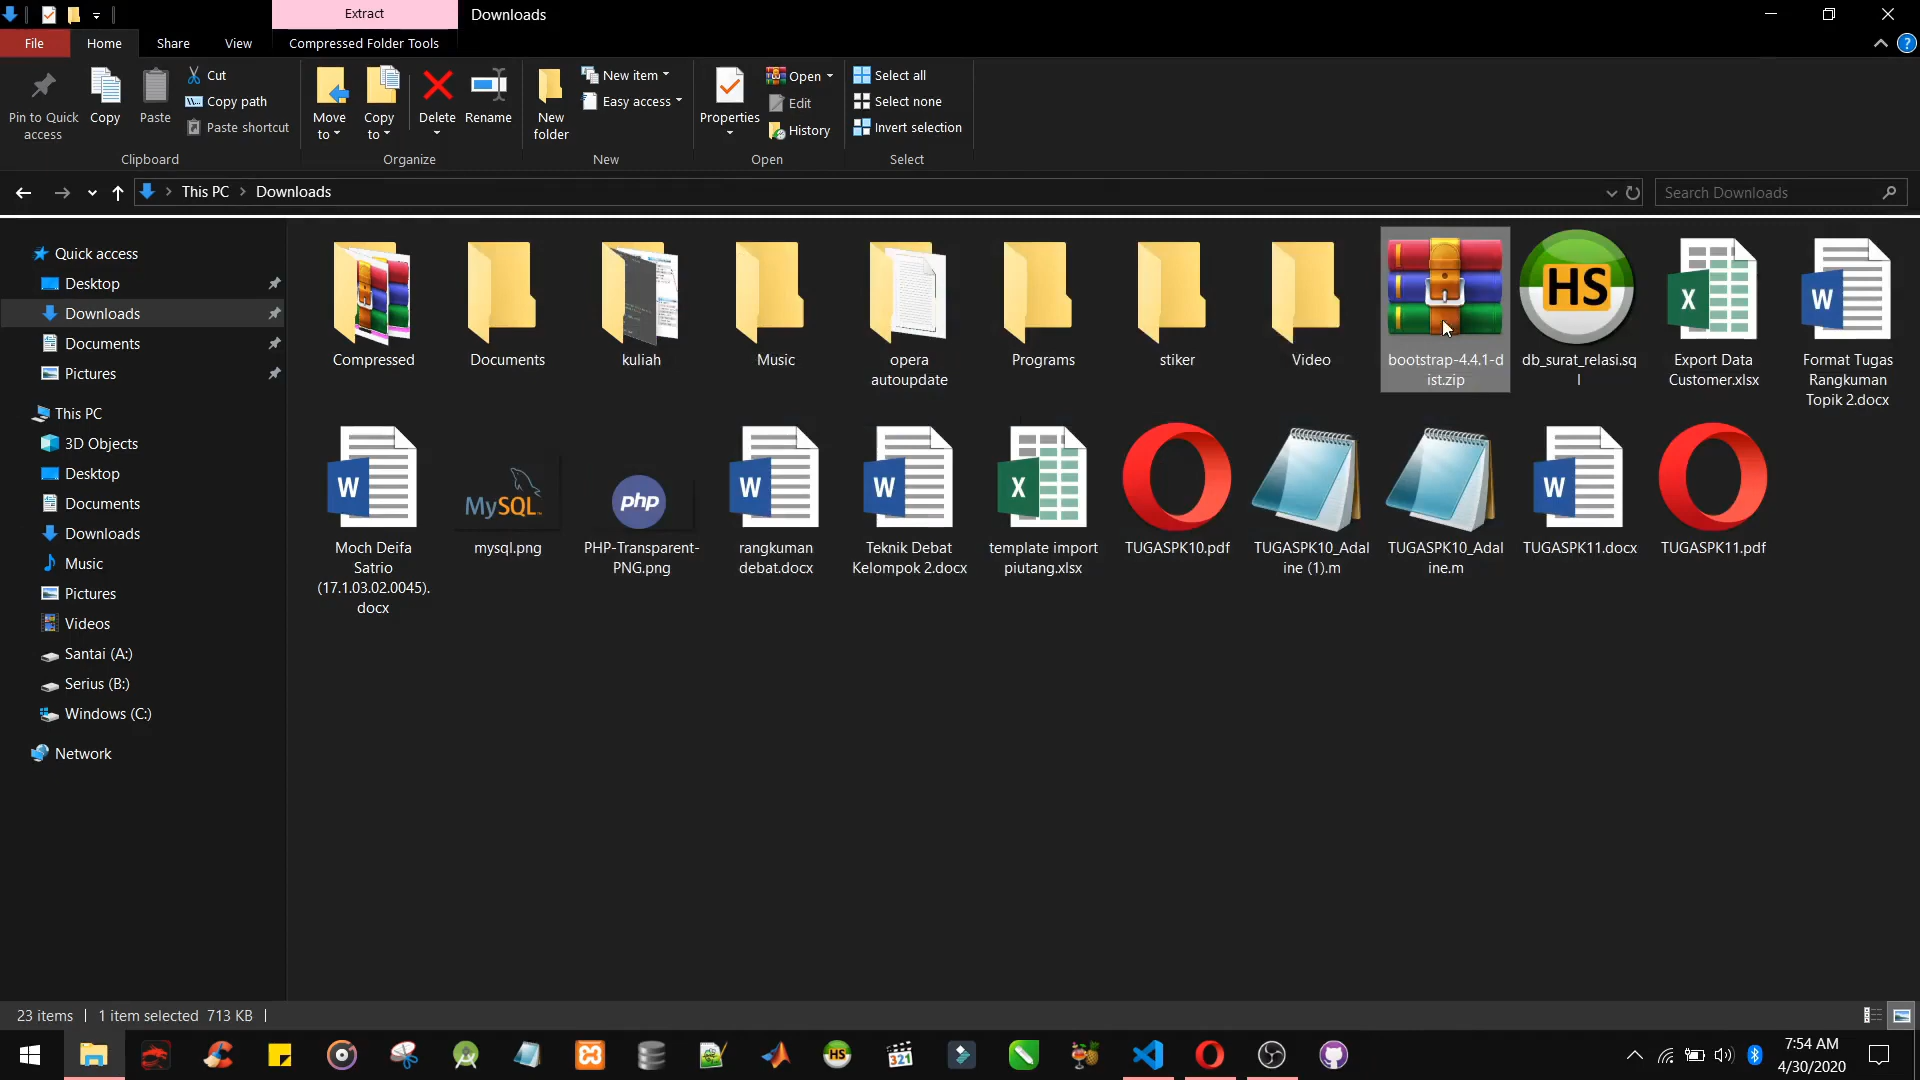 Extract
Downloads
File
Home
Share
View
Compressed Folder Tools
Pin to Quick
access
Copy
Paste
Cut
Copy path
Paste shortcut
Clipboard
Move
to
Copy
to
Delete
Rename
Organize
New
folder
New item
Easy access
New
Properties
Open
Edit
History
Open
Select all
Select none
Invert selection
Select
This PC
Downloads
Search Downloads
Quick access
Desktop
Downloads
Documents
Pictures
This PC
3D Objects
Desktop
Documents
Downloads
Music
Pictures
Videos
Santai (A:)
Serius (B:)
Windows (C:)
Network
Compressed
Documents
kuliah
Music
opera
autoupdate
Programs
stiker
Video
bootstrap-4.4.1-d
ist.zip
HS
db_surat_relasi.sq
l
X
Export Data
Customer.xlsx
W
Format Tugas
Rangkuman
Topik 2.docx
W
Moch Deifa
Satrio
(17.1.03.02.0045).
docx
MySQL
mysql.png
php
PHP-Transparent-
PNG.png
W
rangkuman
debat.docx
W
Teknik Debat
Kelompok 2.docx
X
template import
piutang.xlsx
TUGASPK10.pdf
TUGASPK10_Adal
ine (1).m
TUGASPK10_Adal
ine.m
W
TUGASPK11.docx
TUGASPK11.pdf
23 items
1 item selected 713 KB
HS
321
7:54 AM
4/30/2020